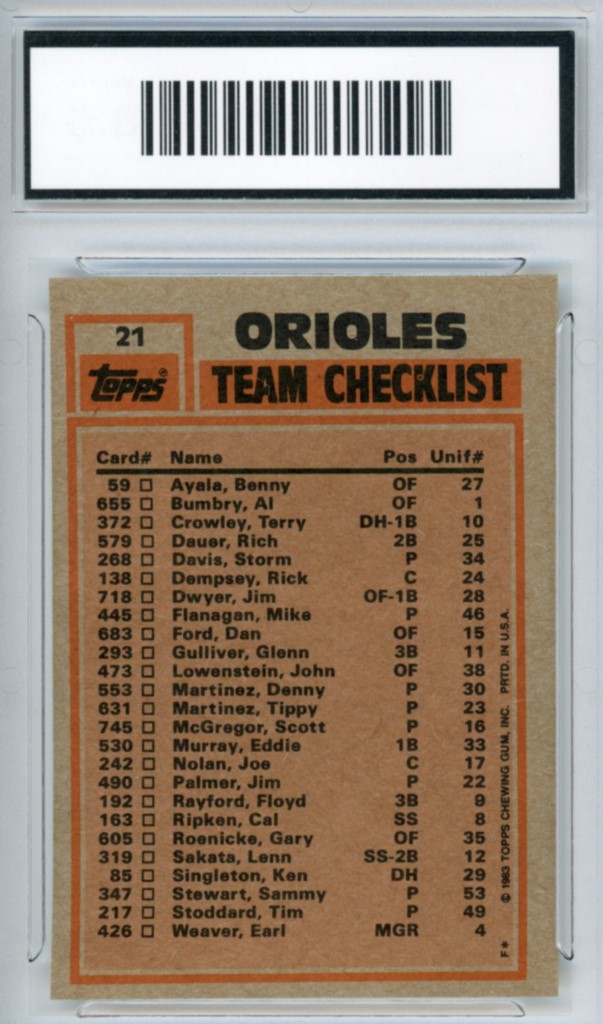 21
ORIOLES
Topps®
TEAM CHECKLIST
Card# Name Pos Unif#
59 □ Ayala, Benny OF 27
655 □ Bumbry, Al OF 1
372 □ Crowley, Terry DH-1B 10
579 □ Dauer, Rich 2B 25
268 □ Davis, Storm P 34
138 □ Dempsey, Rick C 24
718 □ Dwyer, Jim OF-1B 28
445 □ Flanagan, Mike P 46
683 □ Ford, Dan OF 15
293 □ Gulliver, Glenn 3B 11
473 □ Lowenstein, John OF 38
553 □ Martinez, Denny P 30
631 □ Martinez, Tippy P 23
745 □ McGregor, Scott P 16
530 □ Murray, Eddie 1B 33
242 □ Nolan, Joe C 17
490 □ Palmer, Jim P 22
192 □ Rayford, Floyd 3B 9
163 □ Ripken, Cal SS 8
605 □ Roenicke, Gary OF 35
319 □ Sakata, Lenn SS-2B 12
85 □ Singleton, Ken DH 29
347 □ Stewart, Sammy P 53
217 □ Stoddard, Tim P 49
426 □ Weaver, Earl MGR 4
F* © 1983 TOPPS CHEWING GUM, INC. PRTD. IN U.S.A.